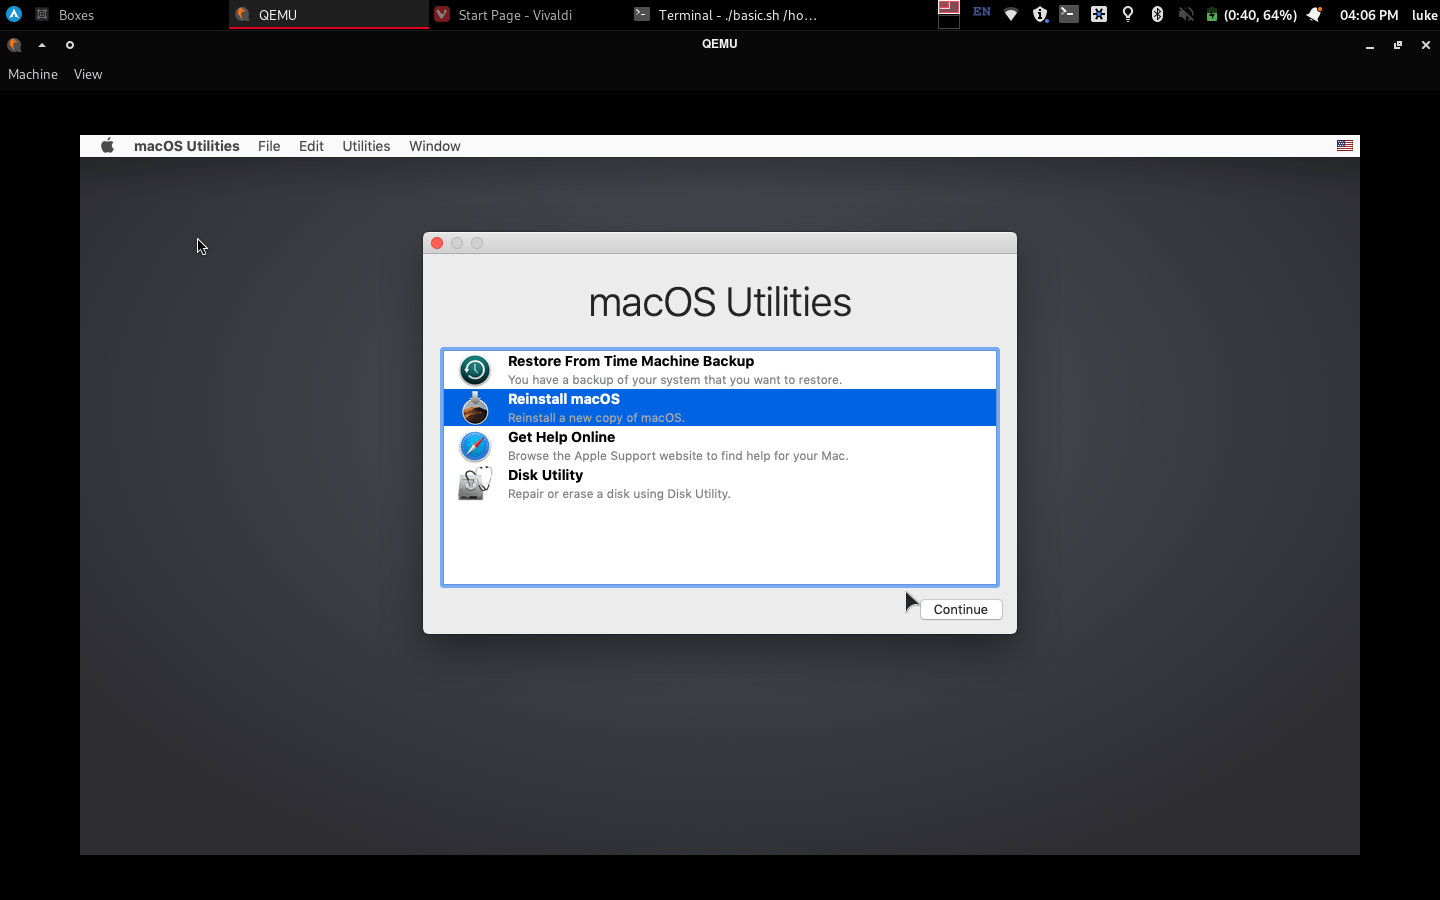 Boxes
QEMU
Start Page - Vivaldi
Terminal - ./basic.sh /ho...
EN
(0:40, 64%)
04:06 PM
luke
QEMU
Machine View
macOS Utilities File Edit Utilities Window
macOS Utilities
Restore From Time Machine Backup
You have a backup of your system that you want to restore.
Reinstall macOS
Reinstall a new copy of macOS.
Get Help Online
Browse the Apple Support website to find help for your Mac.
Disk Utility
Repair or erase a disk using Disk Utility.
Continue